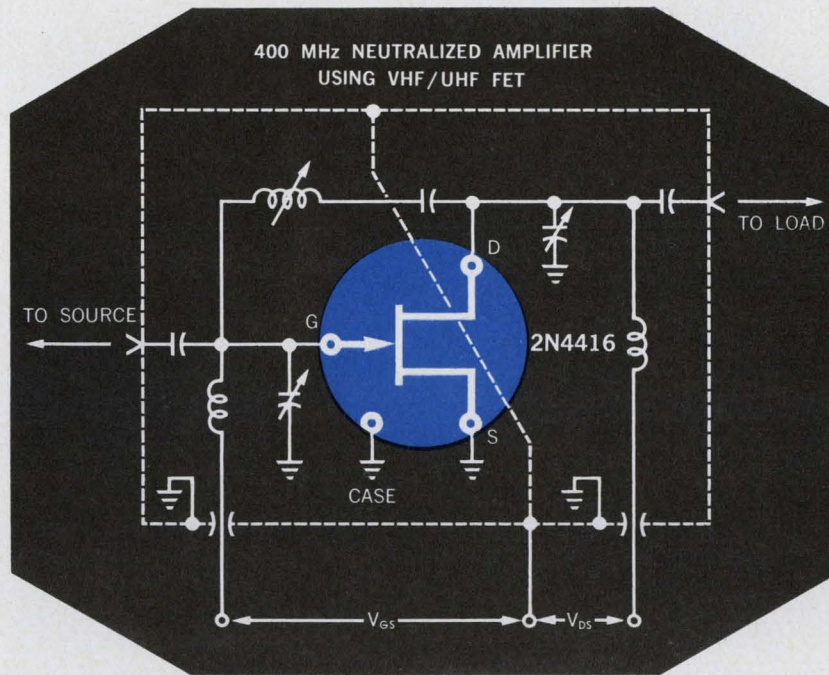 400 MHz NEUTRALIZED AMPLIFIER
USING VHF/UHF FET
TO LOAD
D
TO SOURCE
G
2N4416
S
CASE
VGS
VDS